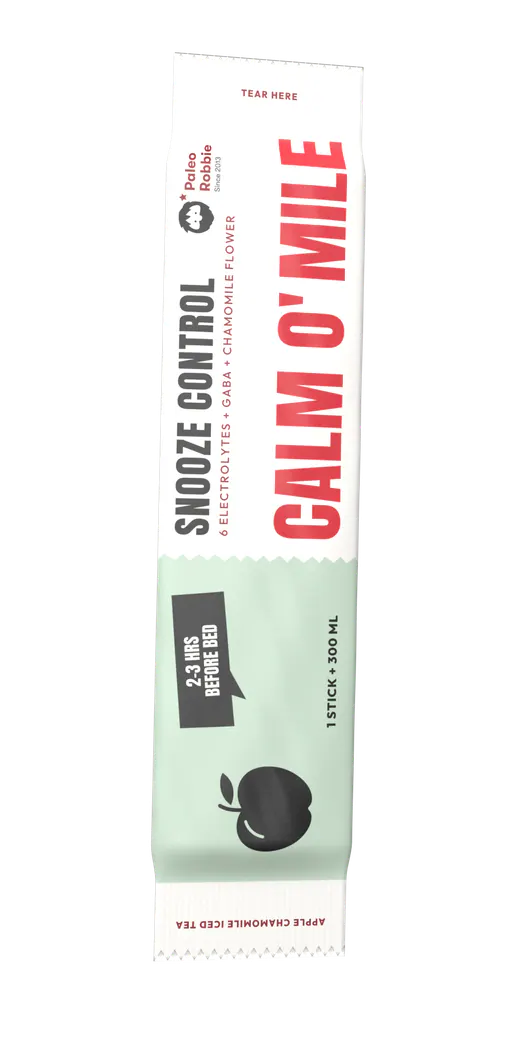 TEAR HERE
Paleo
Robbie
Since 2013
SNOOZE CONTROL
6 ELECTROLYTES + GABA + CHAMOMILE FLOWER
CALM O' MILE
2-3 HRS
BEFORE BED
1 STICK + 300 ML
APPLE CHAMOMILE ICED TEA